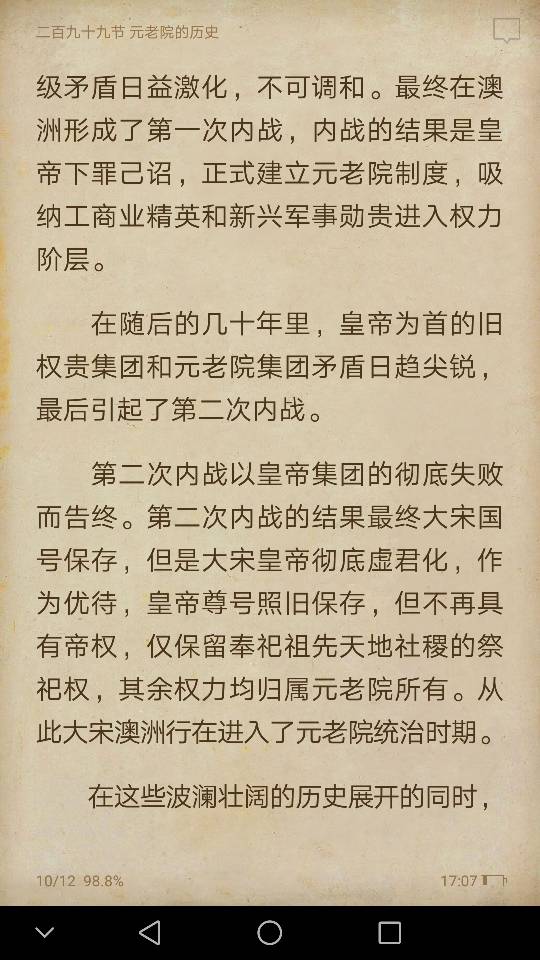 二百九十九节 元老院的历史
级矛盾日益激化，不可调和。最终在澳
洲形成了第一次内战，内战的结果是皇
帝下罪己诏，正式建立元老院制度，吸
纳工商业精英和新兴军事勋贵进入权力
阶层。
在随后的几十年里，皇帝为首的旧
权贵集团和元老院集团矛盾日趋尖锐，
最后引起了第二次内战。
第二次内战以皇帝集团的彻底失败
而告终。第二次内战的结果最终大宋国
号保存，但是大宋皇帝彻底虚君化，作
为优待，皇帝尊号照旧保存，但不再具
有帝权，仅保留奉祀祖先天地社稷的祭
祀权，其余权力均归属元老院所有。从
此大宋澳洲行在进入了元老院统治时期。
在这些波澜壮阔的历史展开的同时，
10/12 98.8%
17:07